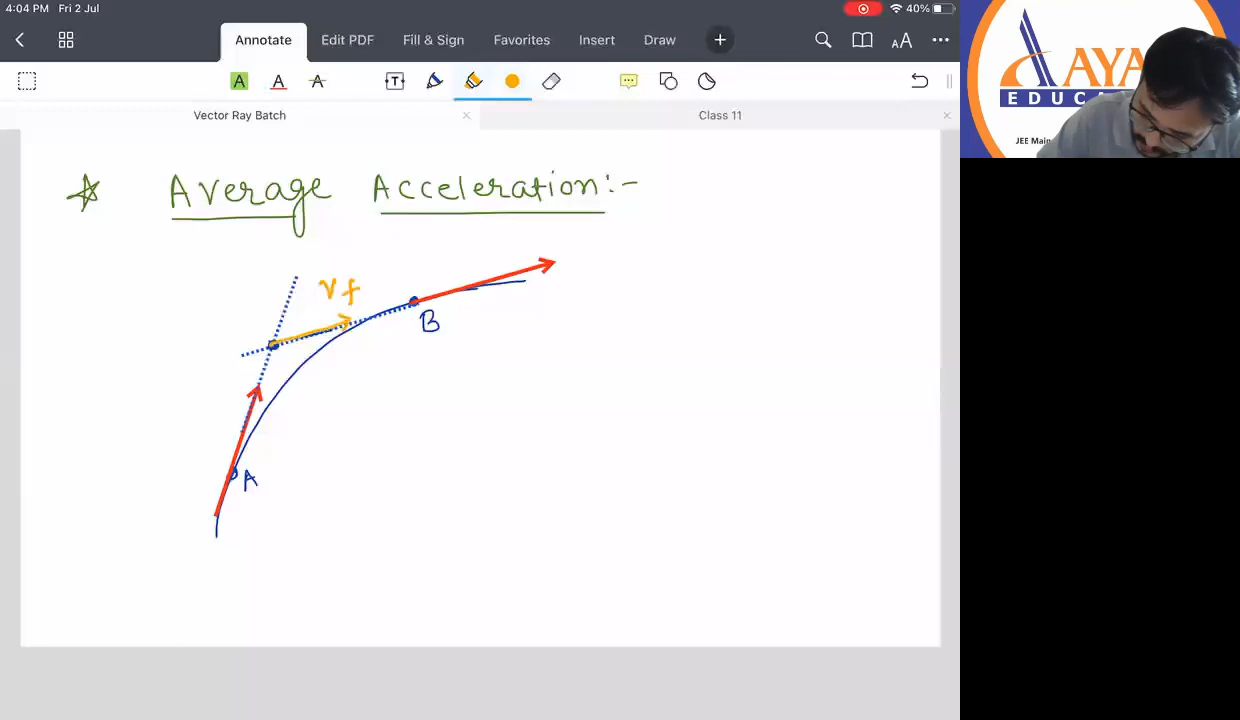 4:04 PM Fri 2 Jul
40%
Annotate Edit PDF Fill & Sign Favorites Insert Draw
Vector Ray Batch
Class 11
AYA
EDUCA
JEE Main
Average Acceleration:-
vf
B
A